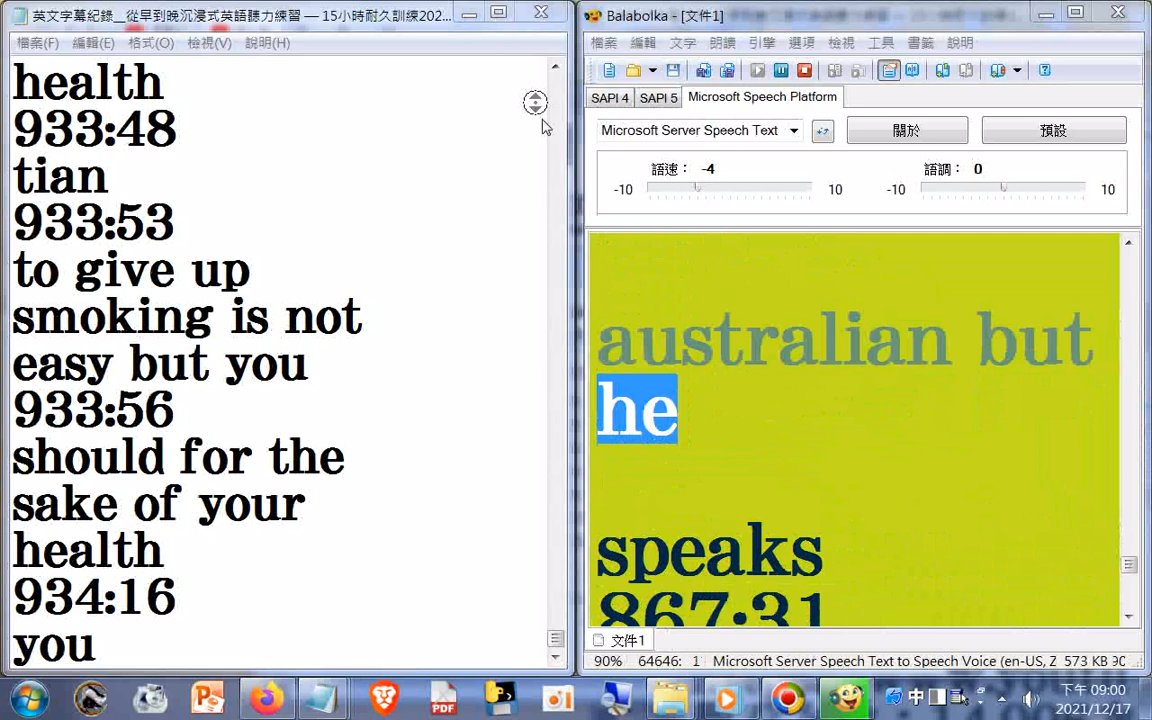 英文字幕紀錄__從早到晚沉浸式英語聽力練習 — 15小時耐久訓練202...
檔案(F) 編輯(E) 格式(O) 檢視(V) 說明(H)
health
933:48
tian
933:53
to give up
smoking is not
easy but you
933:56
should for the
sake of your
health
934:16
you
Balabolka - [文件1]
檔案 編輯 文字 朗讀 引擎 選項 檢視 工具 書籤 說明
SAPI 4 SAPI 5 Microsoft Speech Platform
Microsoft Server Speech Text 關於 預設
語速： -4 語調： 0
-10 10 -10 10
australian but
he
speaks
867:31
文件1
90% 64646: 1 Microsoft Server Speech Text to Speech Voice (en-US, Z 573 KB
PDF
中
下午 09:00
2021/12/17